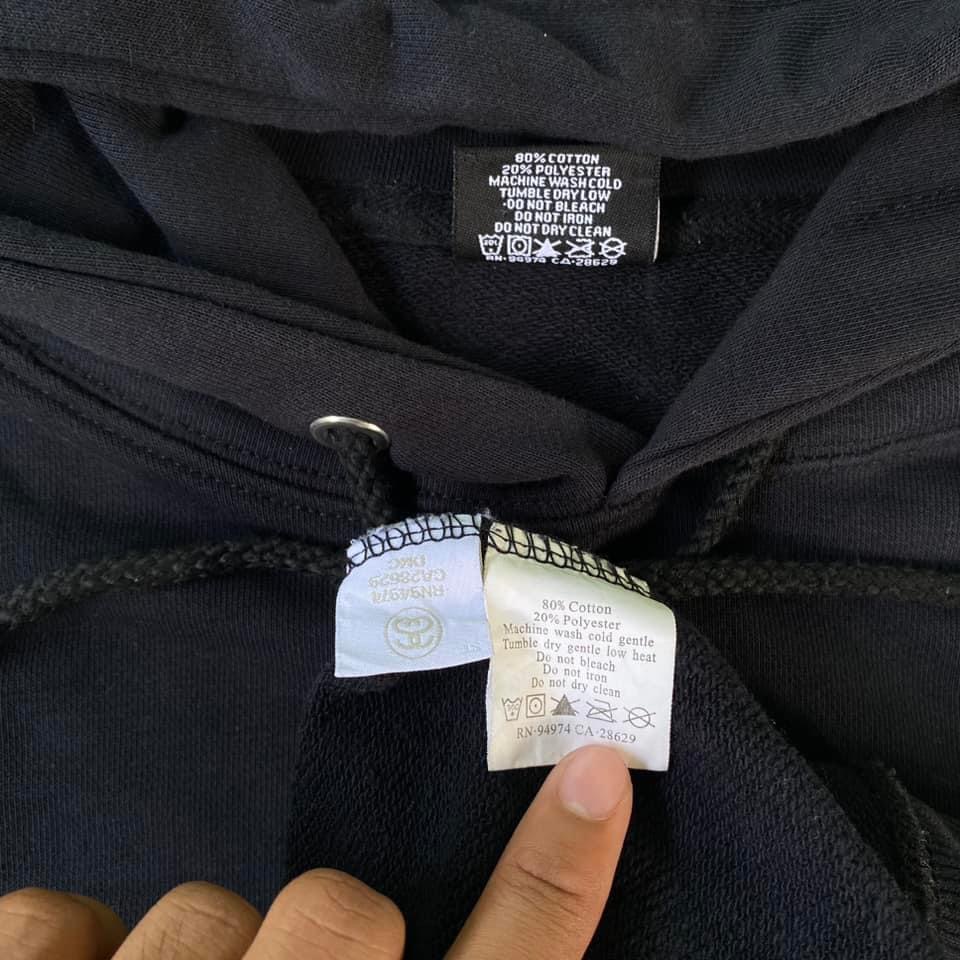 80% COTTON
20% POLYESTER
MACHINE WASH COLD
TUMBLE DRY LOW
·DO NOT BLEACH
DO NOT IRON
DO NOT DRY CLEAN
RN·94974 CA·28629
RN94974
CA28629
DMC
80% Cotton
20% Polyester
Machine wash cold gentle
Tumble dry gentle low heat
Do not bleach
Do not iron
Do not dry clean
RN·94974 CA·28629